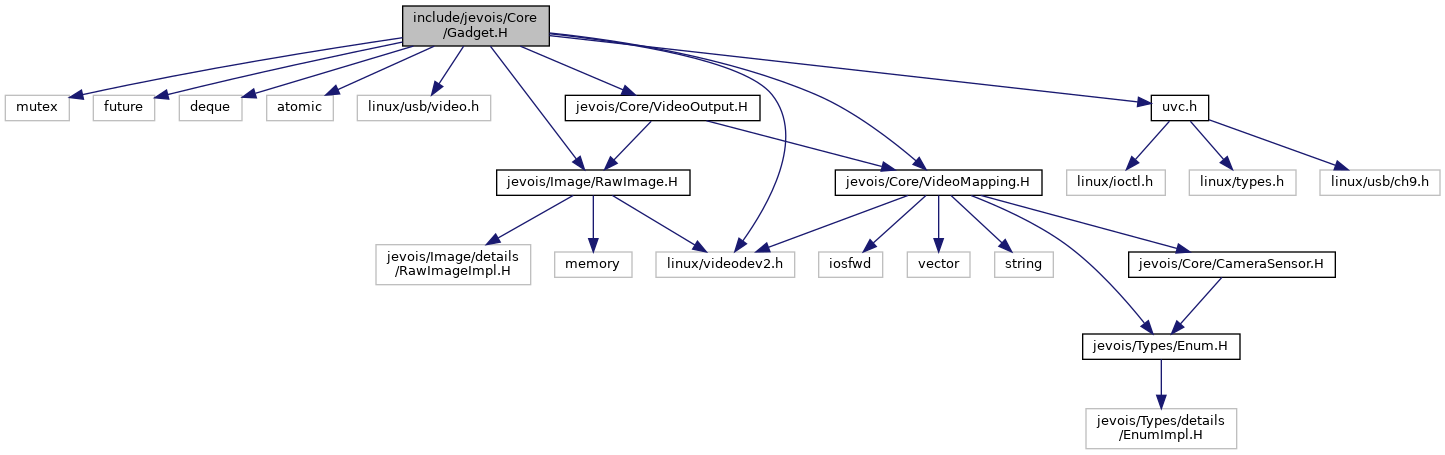 include/jevois/Core
/Gadget.H
mutex
future
deque
atomic
linux/usb/video.h
jevois/Core/VideoOutput.H
uvc.h
jevois/Image/RawImage.H
jevois/Core/VideoMapping.H
linux/ioctl.h
linux/types.h
linux/usb/ch9.h
jevois/Image/details
/RawImageImpl.H
memory
linux/videodev2.h
iosfwd
vector
string
jevois/Core/CameraSensor.H
jevois/Types/Enum.H
jevois/Types/details
/EnumImpl.H